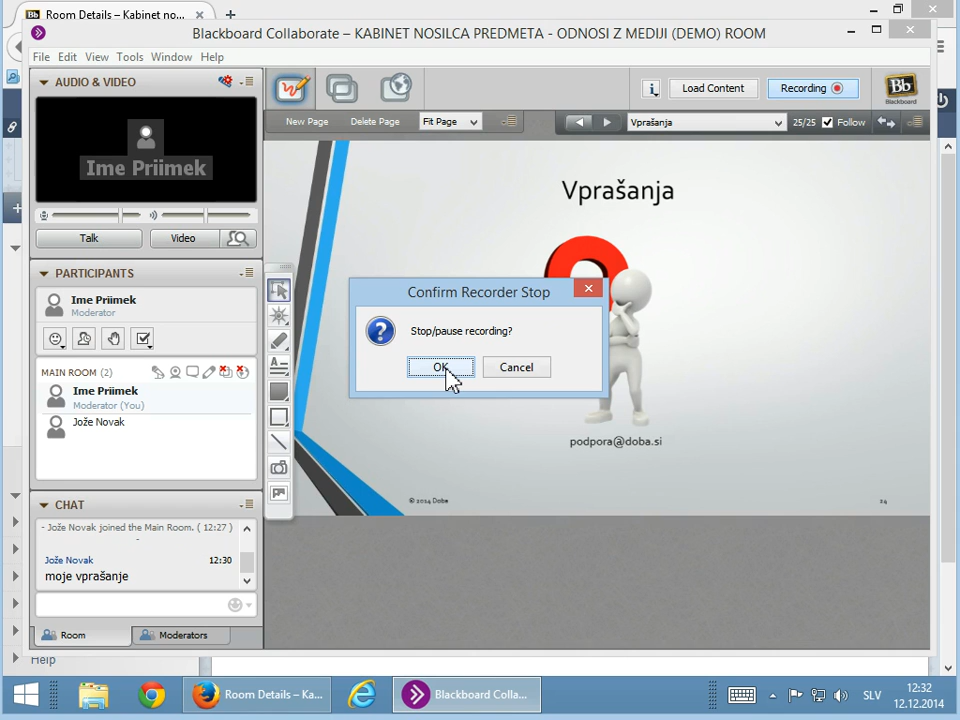 Room Details – Kabinet no...
Blackboard Collaborate – KABINET NOSILCA PREDMETA - ODNOSI Z MEDIJI (DEMO) ROOM
File Edit View Tools Window Help
AUDIO & VIDEO
Load Content
Recording
Bb
Blackboard
New Page
Delete Page
Fit Page
Vprašanja
25/25
Follow
Ime Priimek
Talk
Video
Vprašanja
PARTICIPANTS
Ime Priimek
Moderator
Confirm Recorder Stop
Stop/pause recording?
OK
Cancel
MAIN ROOM (2)
Ime Priimek
Moderator (You)
Jože Novak
podpora@doba.si
© 2014 Doba
24
CHAT
- Jože Novak joined the Main Room. ( 12:27 )
-
Jože Novak 12:30
moje vprašanje
Room
Moderators
Help
Room Details – Ka...
Blackboard Colla...
SLV
12:32
12.12.2014